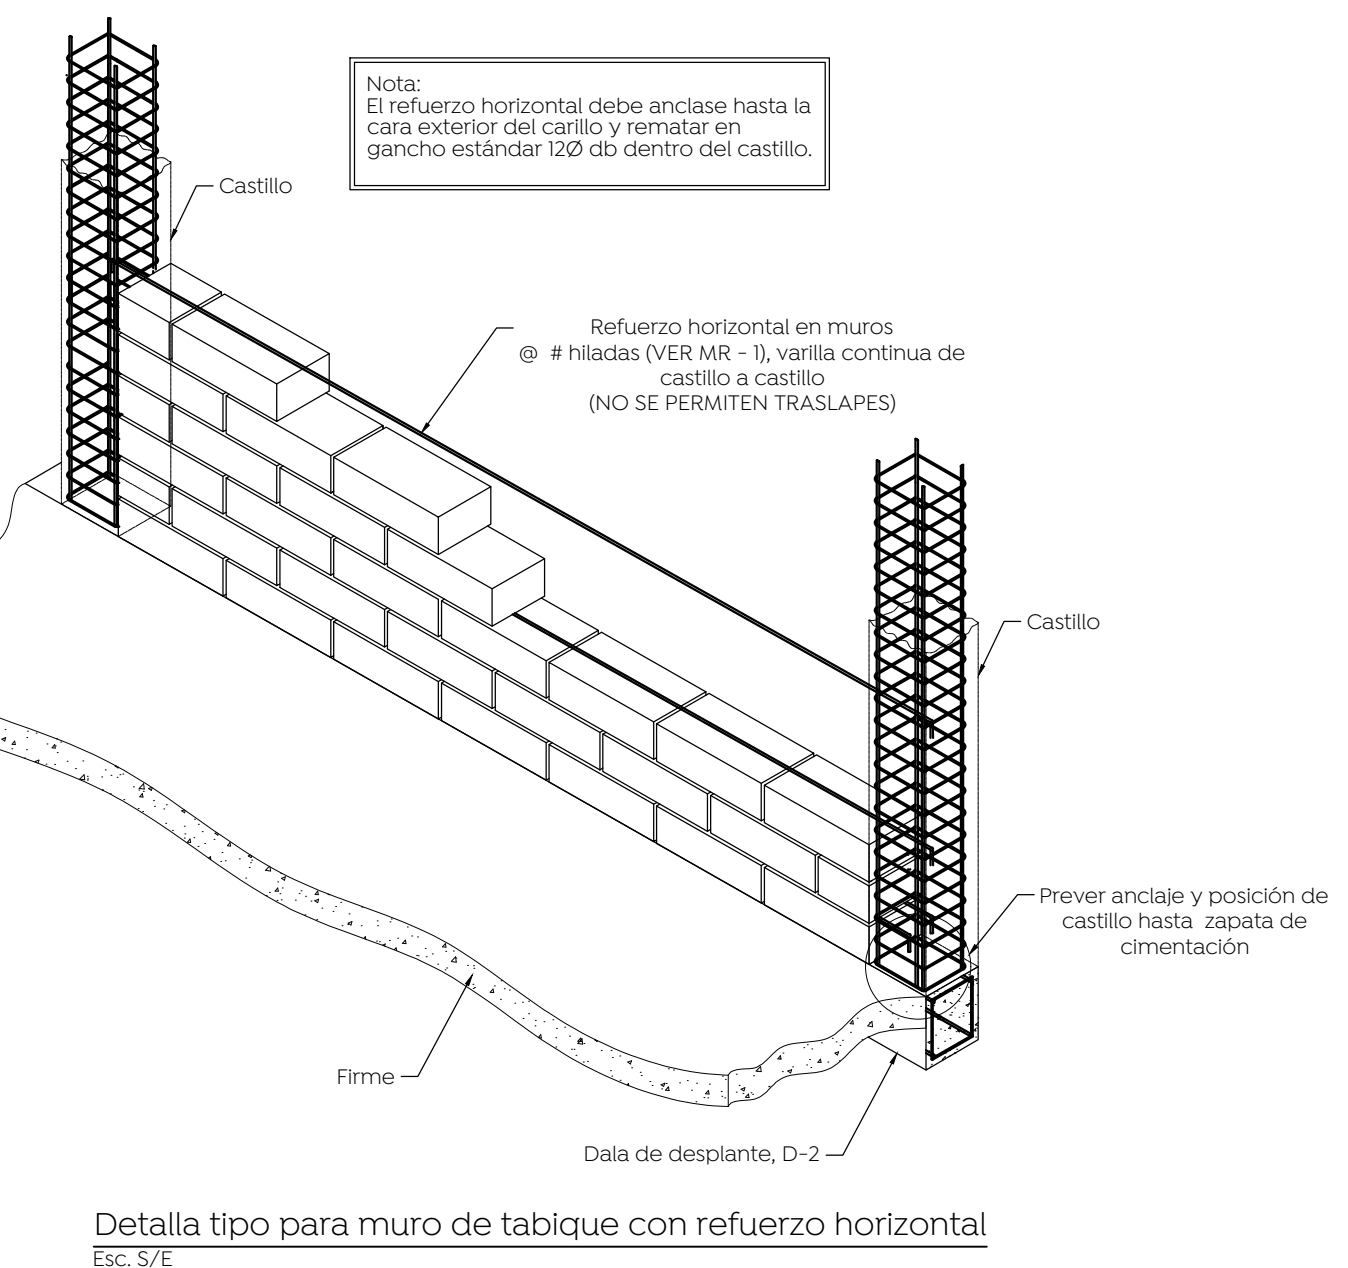 Nota:
El refuerzo horizontal debe anclase hasta la
cara exterior del carillo y rematar en
gancho estándar 12Ø db dentro del castillo.
Castillo
Refuerzo horizontal en muros
@ # hiladas (VER MR - 1), varilla continua de
castillo a castillo
(NO SE PERMITEN TRASLAPES)
Castillo
Prever anclaje y posición de
castillo hasta zapata de
cimentación
Firme
Dala de desplante, D-2
Detalla tipo para muro de tabique con refuerzo horizontal
Esc. S/E